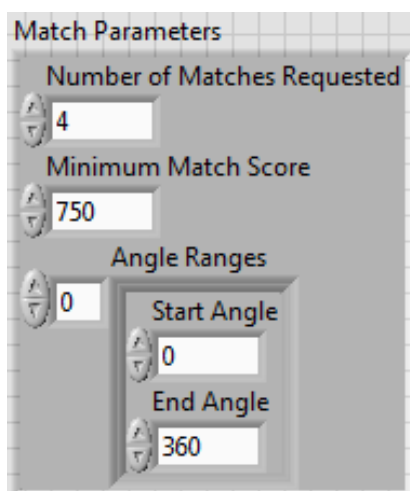 Match Parameters
Number of Matches Requested
4
Minimum Match Score
750
Angle Ranges
0
Start Angle
0
End Angle
360